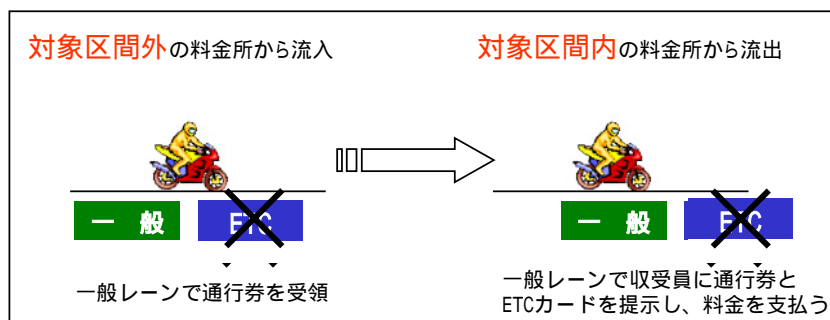 対象区間外の料金所から流入
対象区間内の料金所から流出
一 般
ETC
一 般
ETC
一般レーンで通行券を受領
一般レーンで収受員に通行券と
ETCカードを提示し、料金を支払う